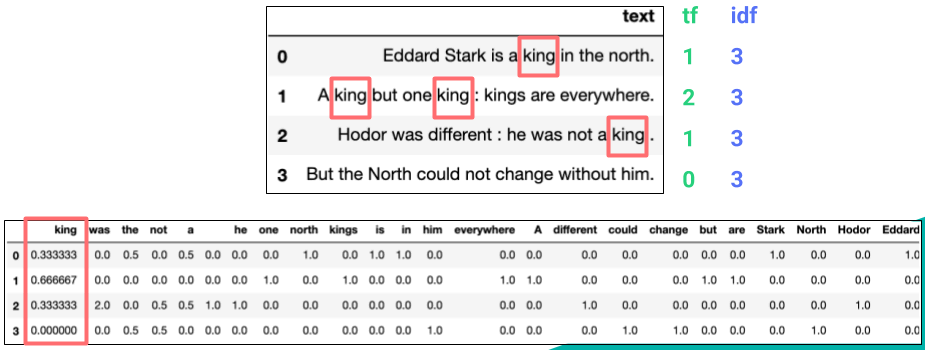 text tf idf
0 Eddard Stark is a king in the north. 1 3
1 A king but one king : kings are everywhere. 2 3
2 Hodor was different : he was not a king . 1 3
3 But the North could not change without him. 0 3
king was the not a he one north kings is in him everywhere A different could change but are Stark North Hodor Eddard
0 0.333333 0.0 0.5 0.0 0.5 0.0 0.0 0.0 1.0 0.0 1.0 1.0 0.0 0.0 0.0 0.0 0.0 0.0 0.0 0.0 1.0 0.0 0.0 1.0
1 0.666667 0.0 0.0 0.0 0.0 0.0 0.0 1.0 0.0 1.0 0.0 0.0 0.0 1.0 1.0 0.0 0.0 0.0 1.0 1.0 0.0 0.0 0.0 0.0
2 0.333333 2.0 0.0 0.5 0.5 1.0 1.0 0.0 0.0 0.0 0.0 0.0 0.0 0.0 0.0 1.0 0.0 0.0 0.0 0.0 0.0 0.0 1.0 0.0
3 0.000000 0.0 0.5 0.5 0.0 0.0 0.0 0.0 0.0 0.0 0.0 0.0 1.0 0.0 0.0 0.0 1.0 1.0 0.0 0.0 0.0 1.0 0.0 0.0